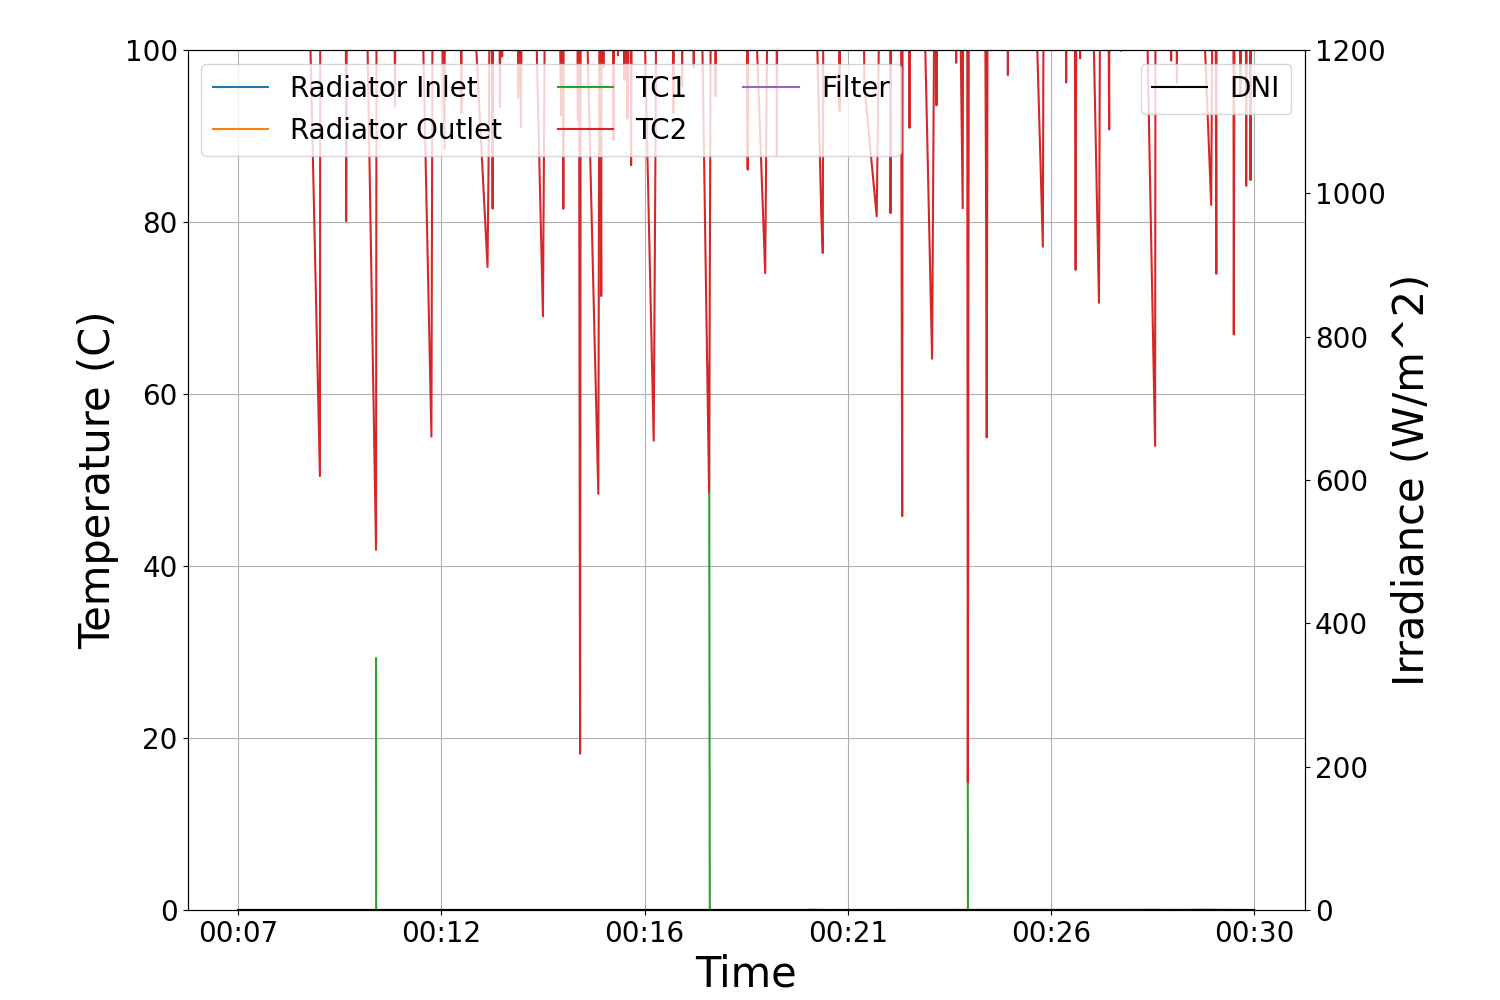 100
80
60
40
20
0
Temperature (C)
Radiator Inlet
Radiator Outlet
TC1
TC2
Filter
DNI
1200
1000
800
600
400
200
0
Irradiance (W/m^2)
00:07 00:12 00:16 00:21 00:26 00:30
Time